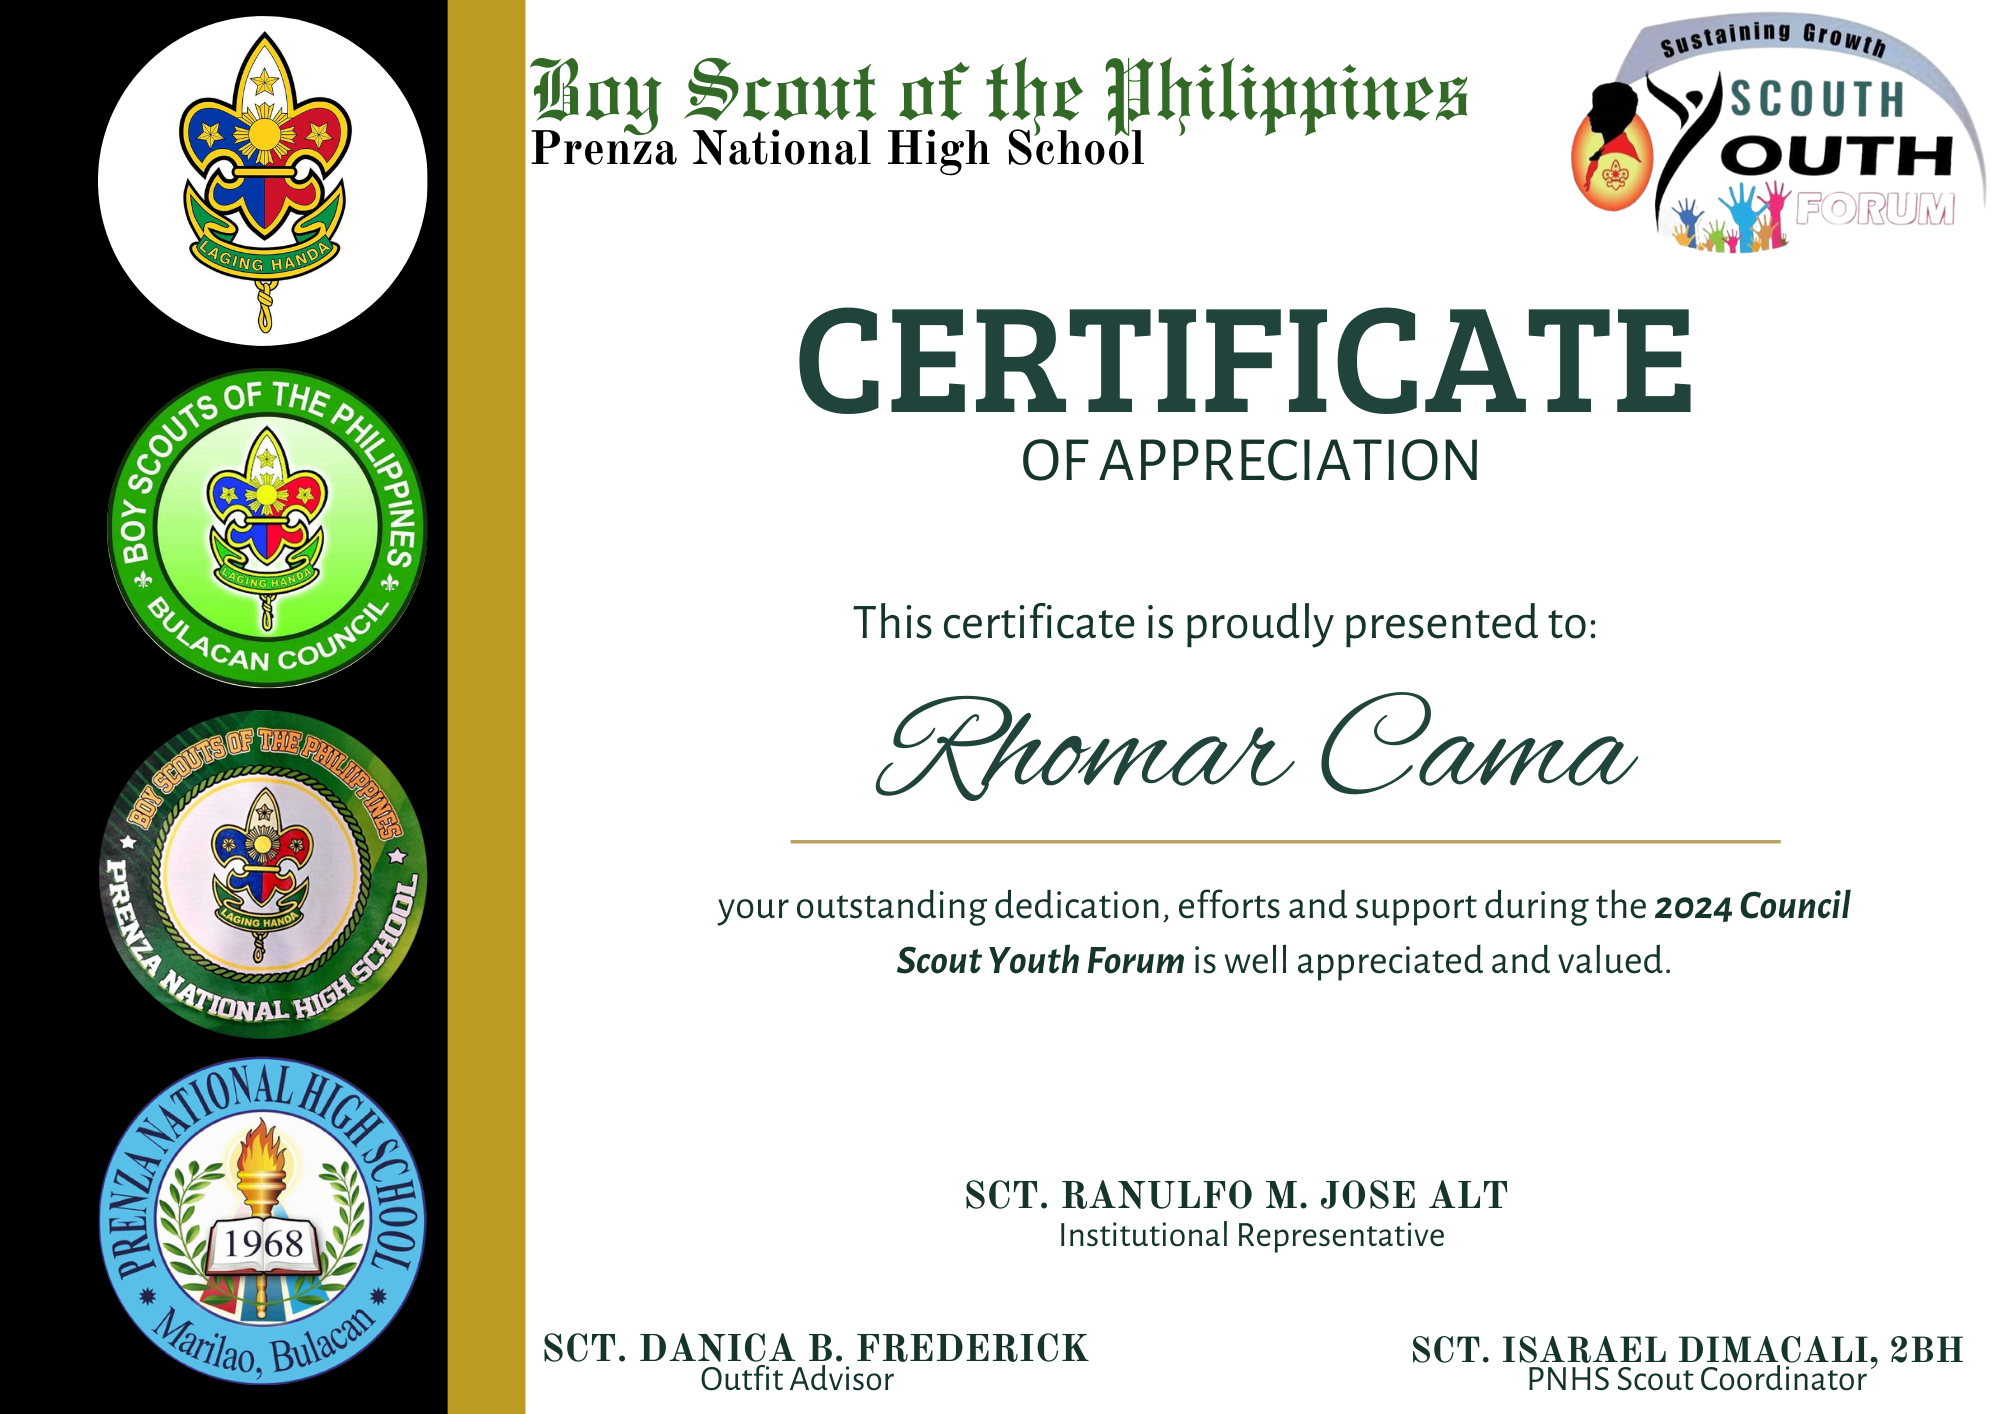 Boy Scout of the Philippines
Prenza National High School
Sustaining Growth
SCOUTH
YOUTH
FORUM
LAGING HANDA
BOY SCOUTS OF THE PHILIPPINES
LAGING HANDA
BULACAN COUNCIL
BOY SCOUTS OF THE PHILIIPPINES
LAGING HANDA
PRENZA NATIONAL HIGH SCHOOL
PRENZA NATIONAL HIGH SCHOOL
1968
Marilao, Bulacan
CERTIFICATE
OF APPRECIATION
This certificate is proudly presented to:
Rhomar Cama
your outstanding dedication, efforts and support during the 2024 Council
Scout Youth Forum is well appreciated and valued.
SCT. RANULFO M. JOSE ALT
Institutional Representative
SCT. DANICA B. FREDERICK
Outfit Advisor
SCT. ISARAEL DIMACALI, 2BH
PNHS Scout Coordinator